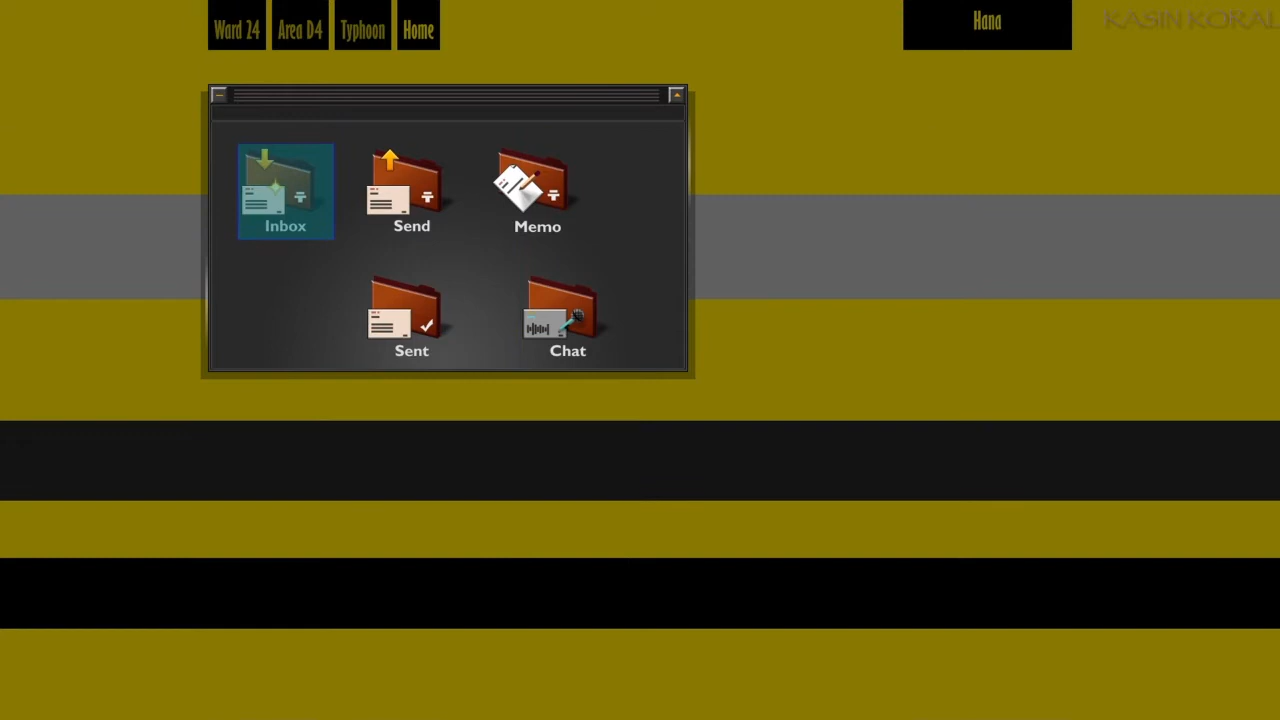 Ward 24
Area D4
Typhoon
Home
Hana
KASIN KORAL
Inbox
Send
Memo
Sent
Chat